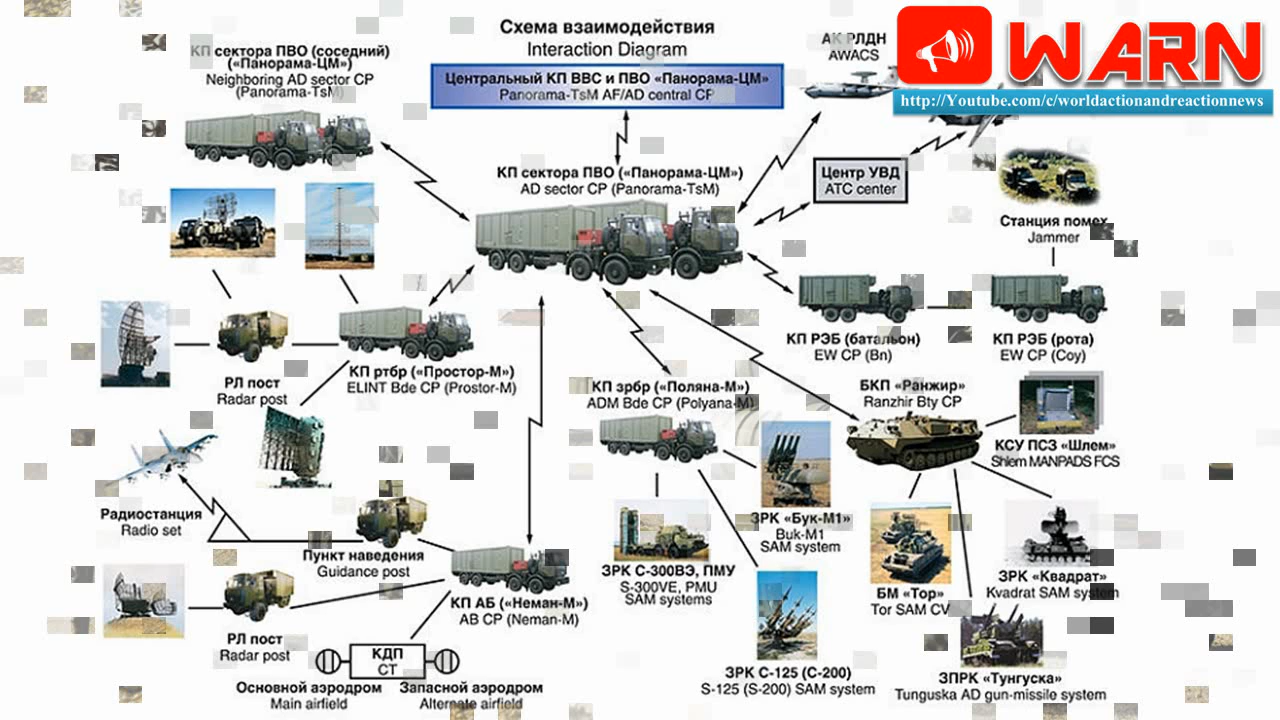 Схема взаимодействия
Interaction Diagram
Центральный КП ВВС и ПВО «Панорама-ЦМ»
Panorama-TsM AF/AD central CP
КП сектора ПВО (соседний)
(«Панорама-ЦМ»)
Neighboring AD sector CP
(Panorama-TsM)
АК РЛДН
AWACS
WARN
http://Youtube.com/c/worldactionandreactionnews
КП сектора ПВО («Панорама-ЦМ»)
AD sector CP (Panorama-TsM)
Центр УВД
ATC center
Станция помех
Jammer
КП РЭБ (батальон)
EW CP (Bn)
КП РЭБ (рота)
EW CP (Coy)
РЛ пост
Radar post
КП ртбр («Простор-М»)
ELINT Bde CP (Prostor-M)
КП зрбр («Поляна-М»)
ADM Bde CP (Polyana-M)
БКП «Ранжир»
Ranzhir Bty CP
КСУ ПСЗ «Шлем»
Shlem MANPADS FCS
Радиостанция
Radio set
Пункт наведения
Guidance post
ЗРК «Бук-М1»
Buk-M1
SAM system
ЗРК С-300ВЭ, ПМУ
S-300VE, PMU
SAM systems
БМ «Тор»
Tor SAM CV
ЗРК «Квадрат»
Kvadrat SAM system
КП АБ («Неман-М»)
AB CP (Neman-M)
РЛ пост
Radar post
КДП
CT
Основной аэродром
Main airfield
Запасной аэродром
Alternate airfield
ЗРК С-125 (С-200)
S-125 (S-200) SAM system
ЗПРК «Тунгуска»
Tunguska AD gun-missile system